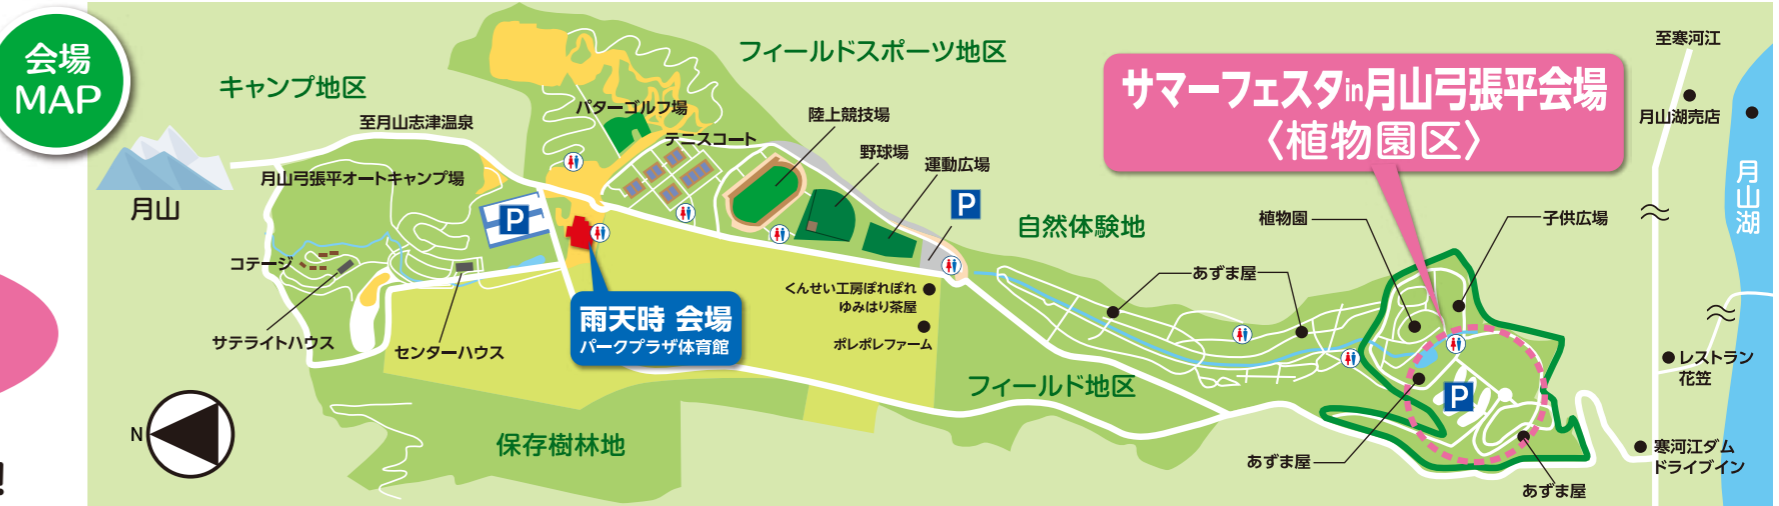 会場
MAP
キャンプ地区
フィールドスポーツ地区
サマーフェスタin月山弓張平会場
〈植物園区〉
至寒河江
月山湖売店
月山湖
至月山志津温泉
パターゴルフ場
テニスコート
陸上競技場
野球場
運動広場
P
月山
月山弓張平オートキャンプ場
P
自然体験地
植物園
子供広場
コテージ
サテライトハウス
センターハウス
雨天時 会場
パークプラザ体育館
くんせい工房ぽれぽれ
ゆみはり茶屋
ポレポレファーム
あずま屋
フィールド地区
P
レストラン
花笠
N
保存樹林地
あずま屋
あずま屋
寒河江ダム
ドライブイン
!